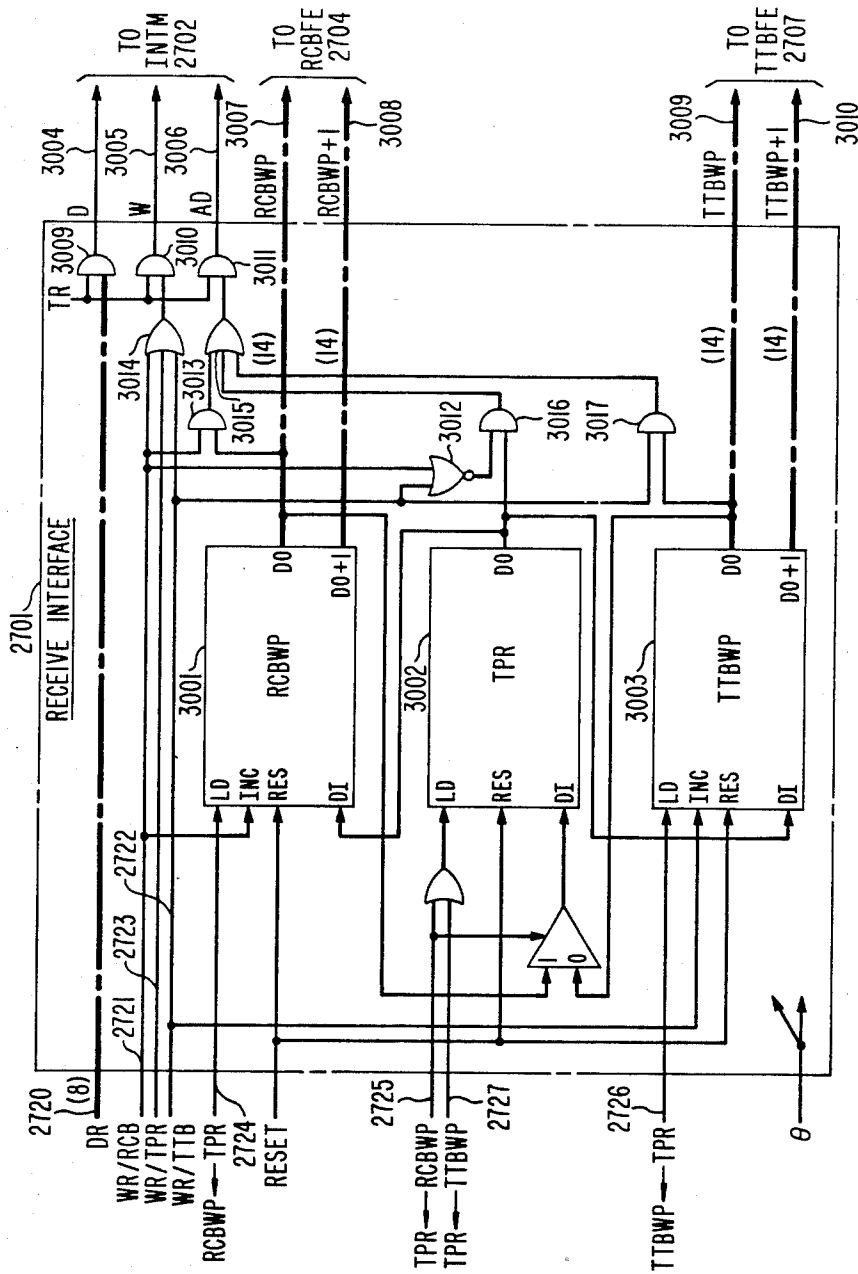 2701
RECEIVE INTERFACE
2720
(8)
DR
2721
WR/RCB
2723
WR/TPR
2722
WR/TTB
RCBWP ← TPR
2724
RESET
TPR ← RCBWP
2725
TPR ← TTBWP
2727
TTBWP ← TPR
2726
θ
3001
LD
INC
RES
DI
RCBWP
DO
DO+1
3002
LD
RES
DI
TPR
DO
1
0
3003
LD
INC
RES
DI
TTBWP
DO
DO+1
TR
3009
3010
3011
3014
3013
3015
3012
3016
3017
(14)
(14)
(14)
(14)
D
3004
W
3005
AD
3006
TO
INTM
2702
RCBWP
3007
RCBWP+1
3008
TO
RCBFE
2704
TTBWP
3009
TTBWP+1
3010
TO
TTBFE
2707